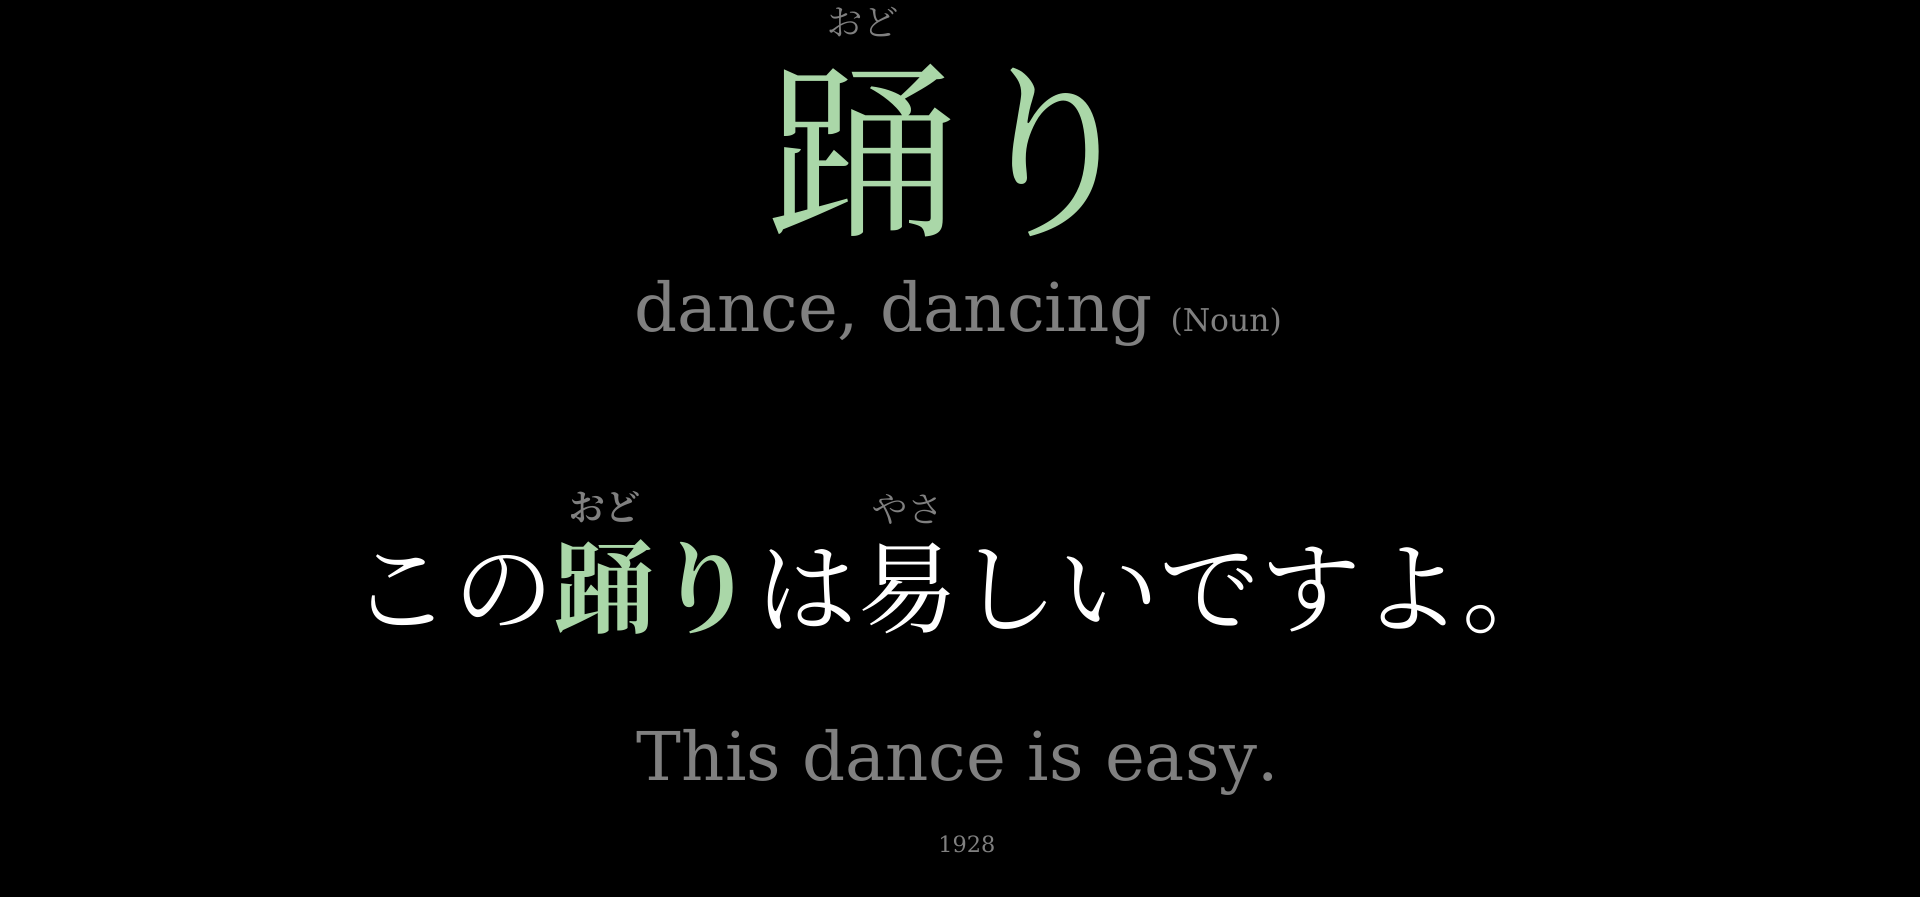 おど
踊り
dance, dancing (Noun)
おど やさ
この踊りは易しいですよ。
This dance is easy.
1928